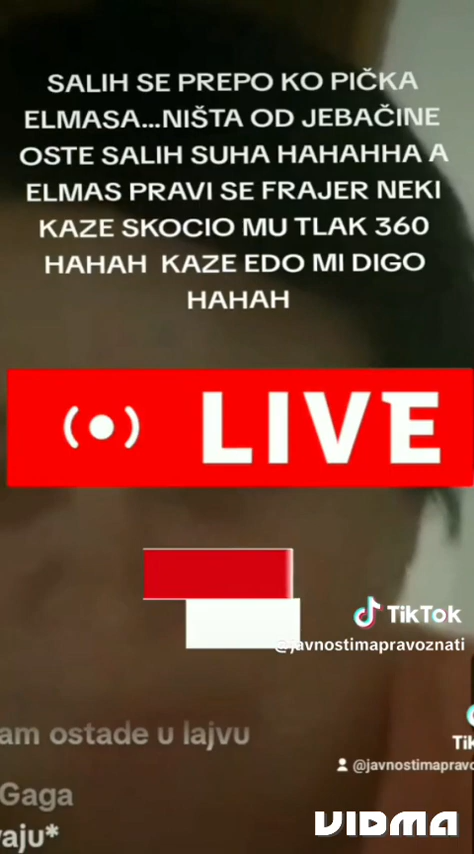 SALIH SE PREPO KO PIČKA
ELMASA...NIŠTA OD JEBAČINE
OSTE SALIH SUHA HAHAHHA A
ELMAS PRAVI SE FRAJER NEKI
KAZE SKOCIO MU TLAK 360
HAHAH KAZE EDO MI DIGO
HAHAH
LIVE
TikTok
@javnostimapravoznati
am ostade u lajvu
Tik
@javnostimaprav
Gaga
vaju*
VIDMA